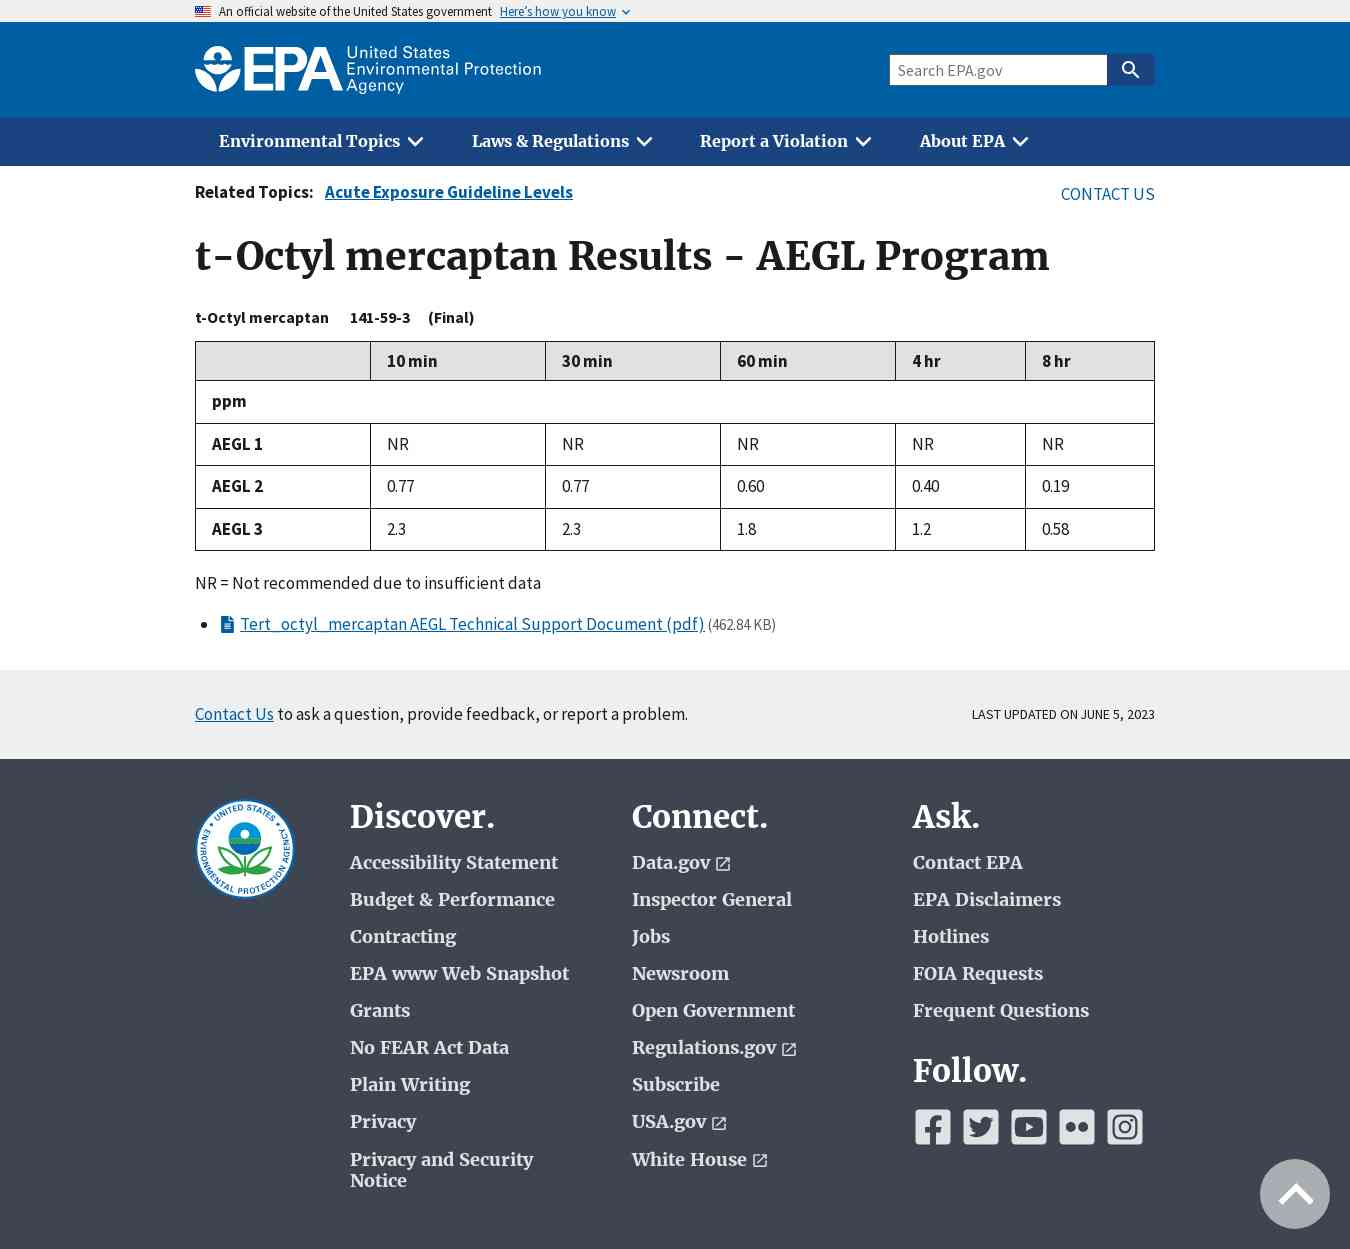 An official website of the United States government Here's how you know
EPA United States
Environmental Protection
Agency
Search EPA.gov
Environmental Topics Laws & Regulations Report a Violation About EPA
Related Topics: Acute Exposure Guideline Levels CONTACT US
t-Octyl mercaptan Results - AEGL Program
t-Octyl mercaptan 141-59-3 (Final)
10 min 30 min 60 min 4 hr 8 hr
ppm
AEGL 1 NR NR NR NR NR
AEGL 2 0.77 0.77 0.60 0.40 0.19
AEGL 3 2.3 2.3 1.8 1.2 0.58
NR = Not recommended due to insufficient data
Tert_octyl_mercaptan AEGL Technical Support Document (pdf) (462.84 KB)
Contact Us to ask a question, provide feedback, or report a problem. LAST UPDATED ON JUNE 5, 2023
UNITED STATES ENVIRONMENTAL PROTECTION AGENCY
Discover.
Accessibility Statement
Budget & Performance
Contracting
EPA www Web Snapshot
Grants
No FEAR Act Data
Plain Writing
Privacy
Privacy and Security
Notice
Connect.
Data.gov
Inspector General
Jobs
Newsroom
Open Government
Regulations.gov
Subscribe
USA.gov
White House
Ask.
Contact EPA
EPA Disclaimers
Hotlines
FOIA Requests
Frequent Questions
Follow.